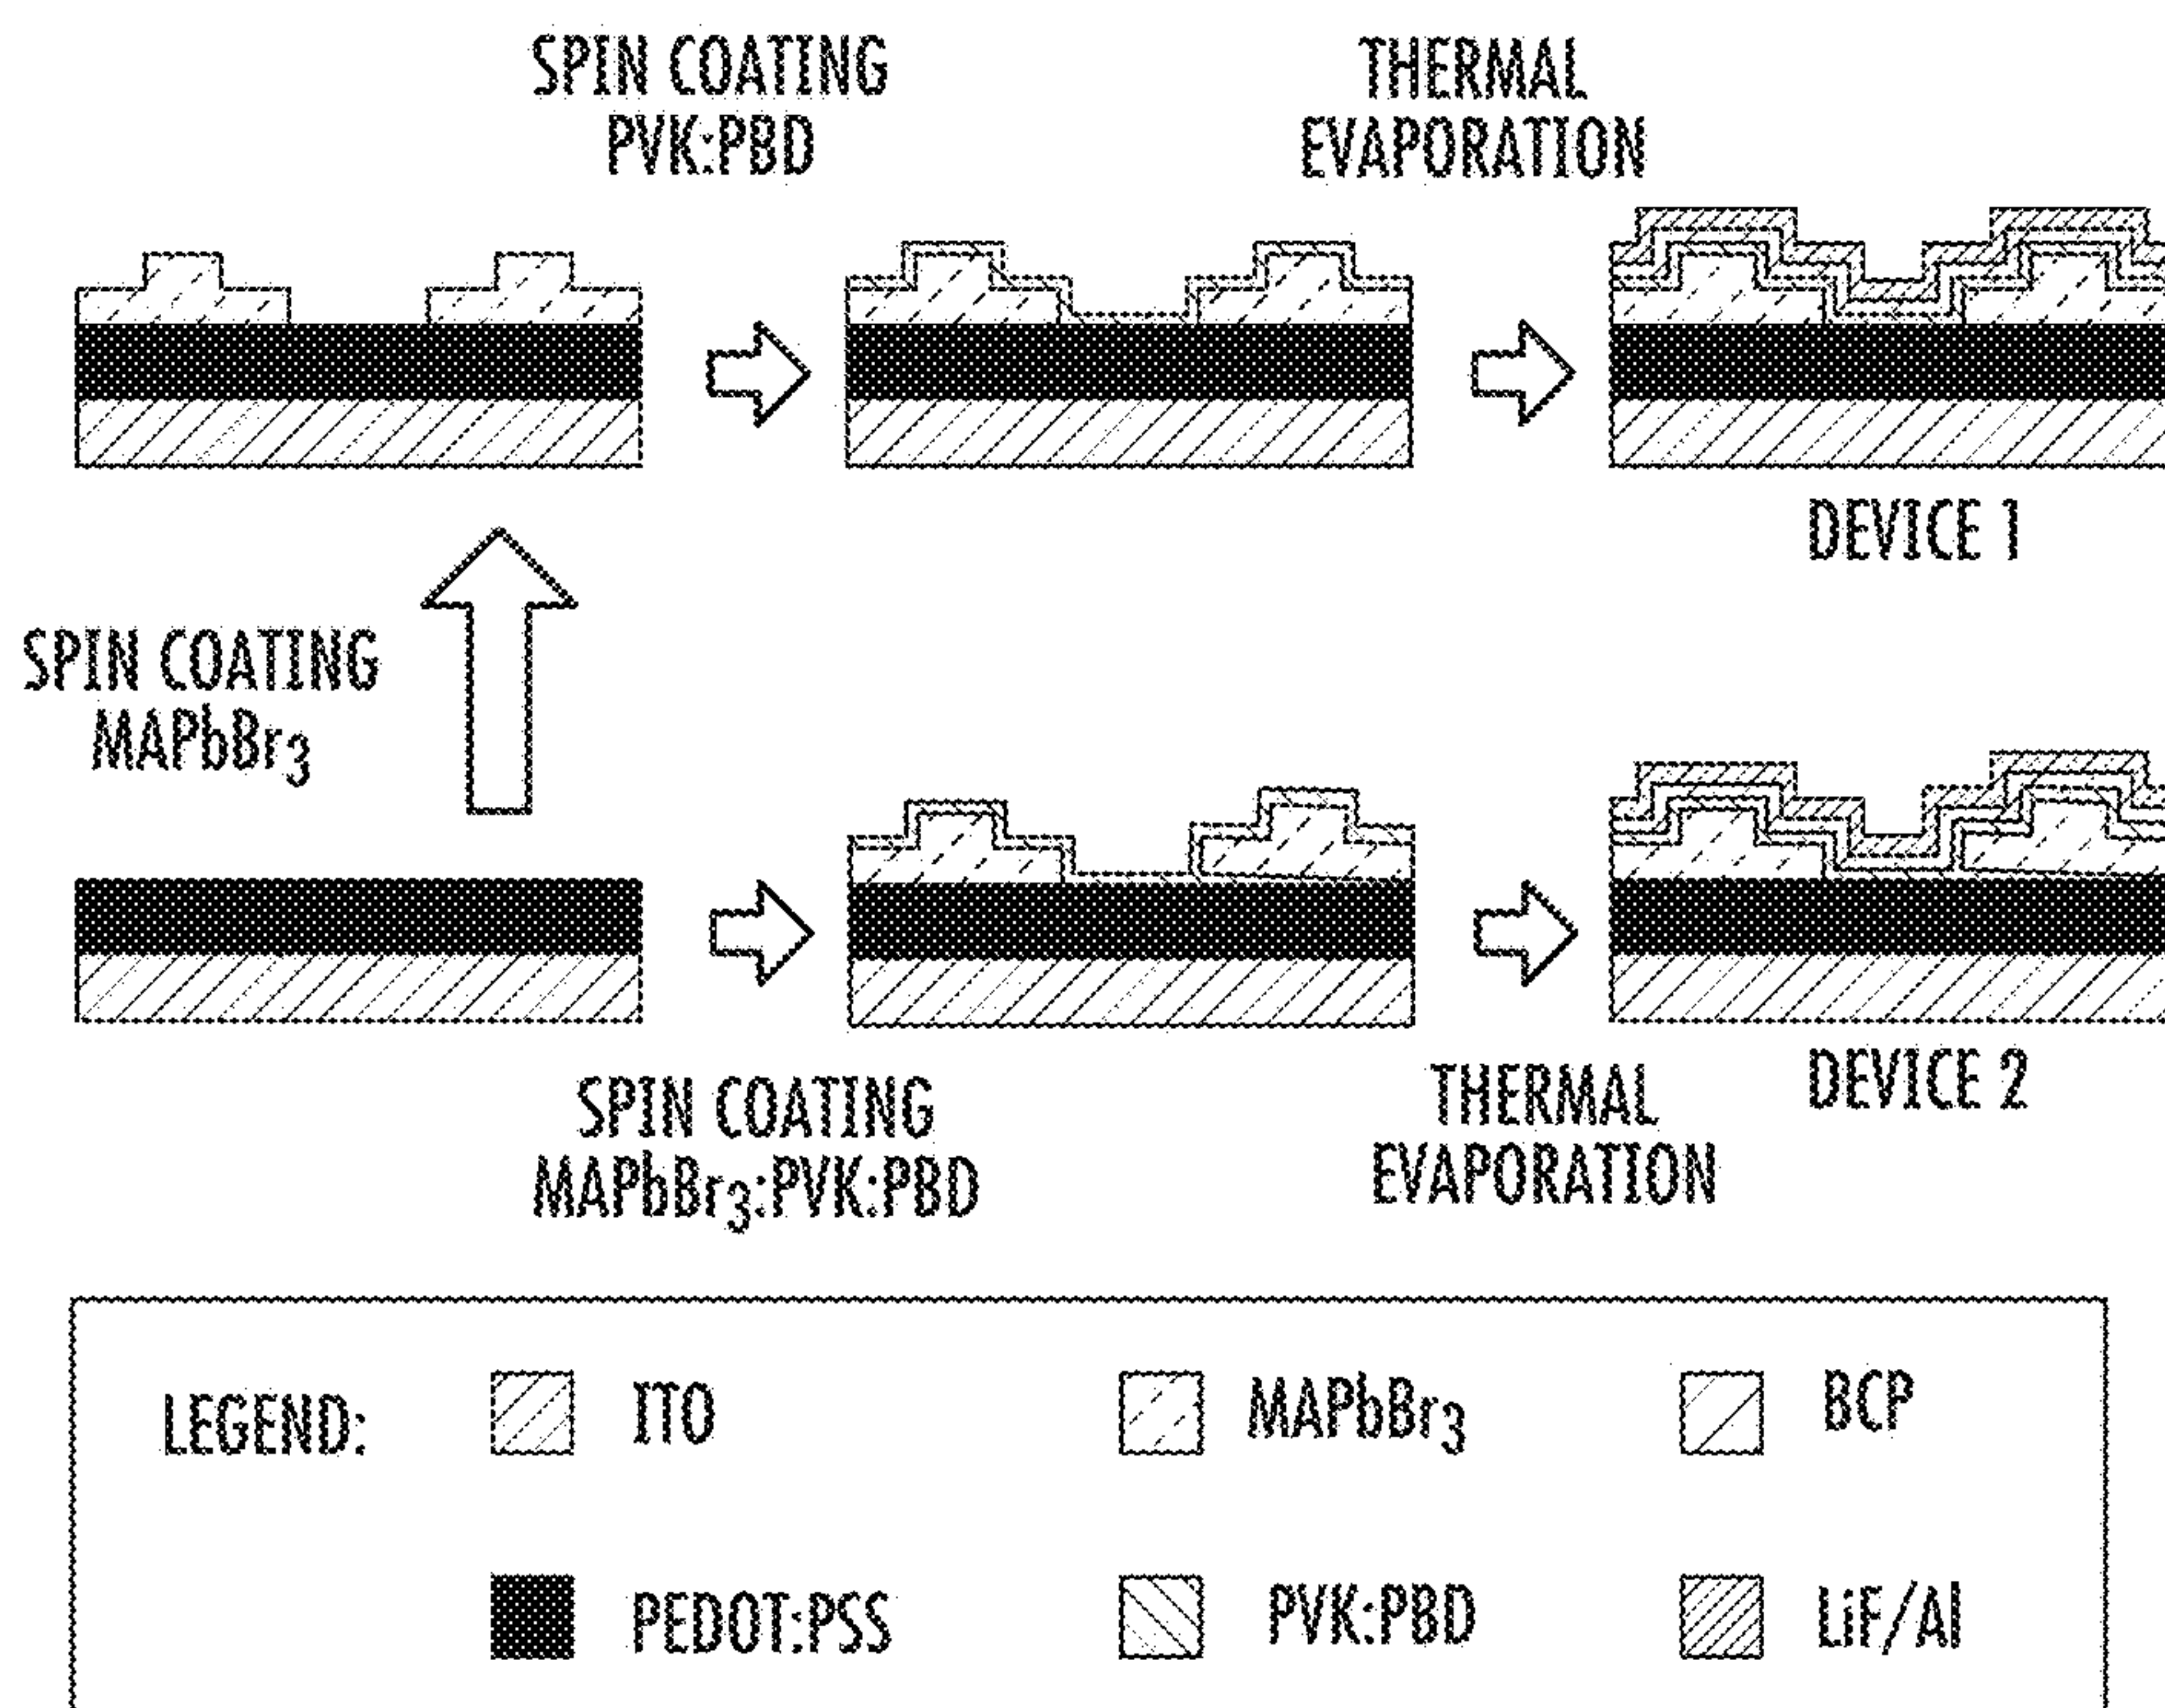 SPIN COATING
PVK:PBD
THERMAL
EVAPORATION
DEVICE 1
SPIN COATING
MAPbBr3
SPIN COATING
MAPbBr3:PVK:PBD
THERMAL
EVAPORATION
DEVICE 2
LEGEND:
ITO
MAPbBr3
BCP
PEDOT:PSS
PVK:PBD
LiF/Al